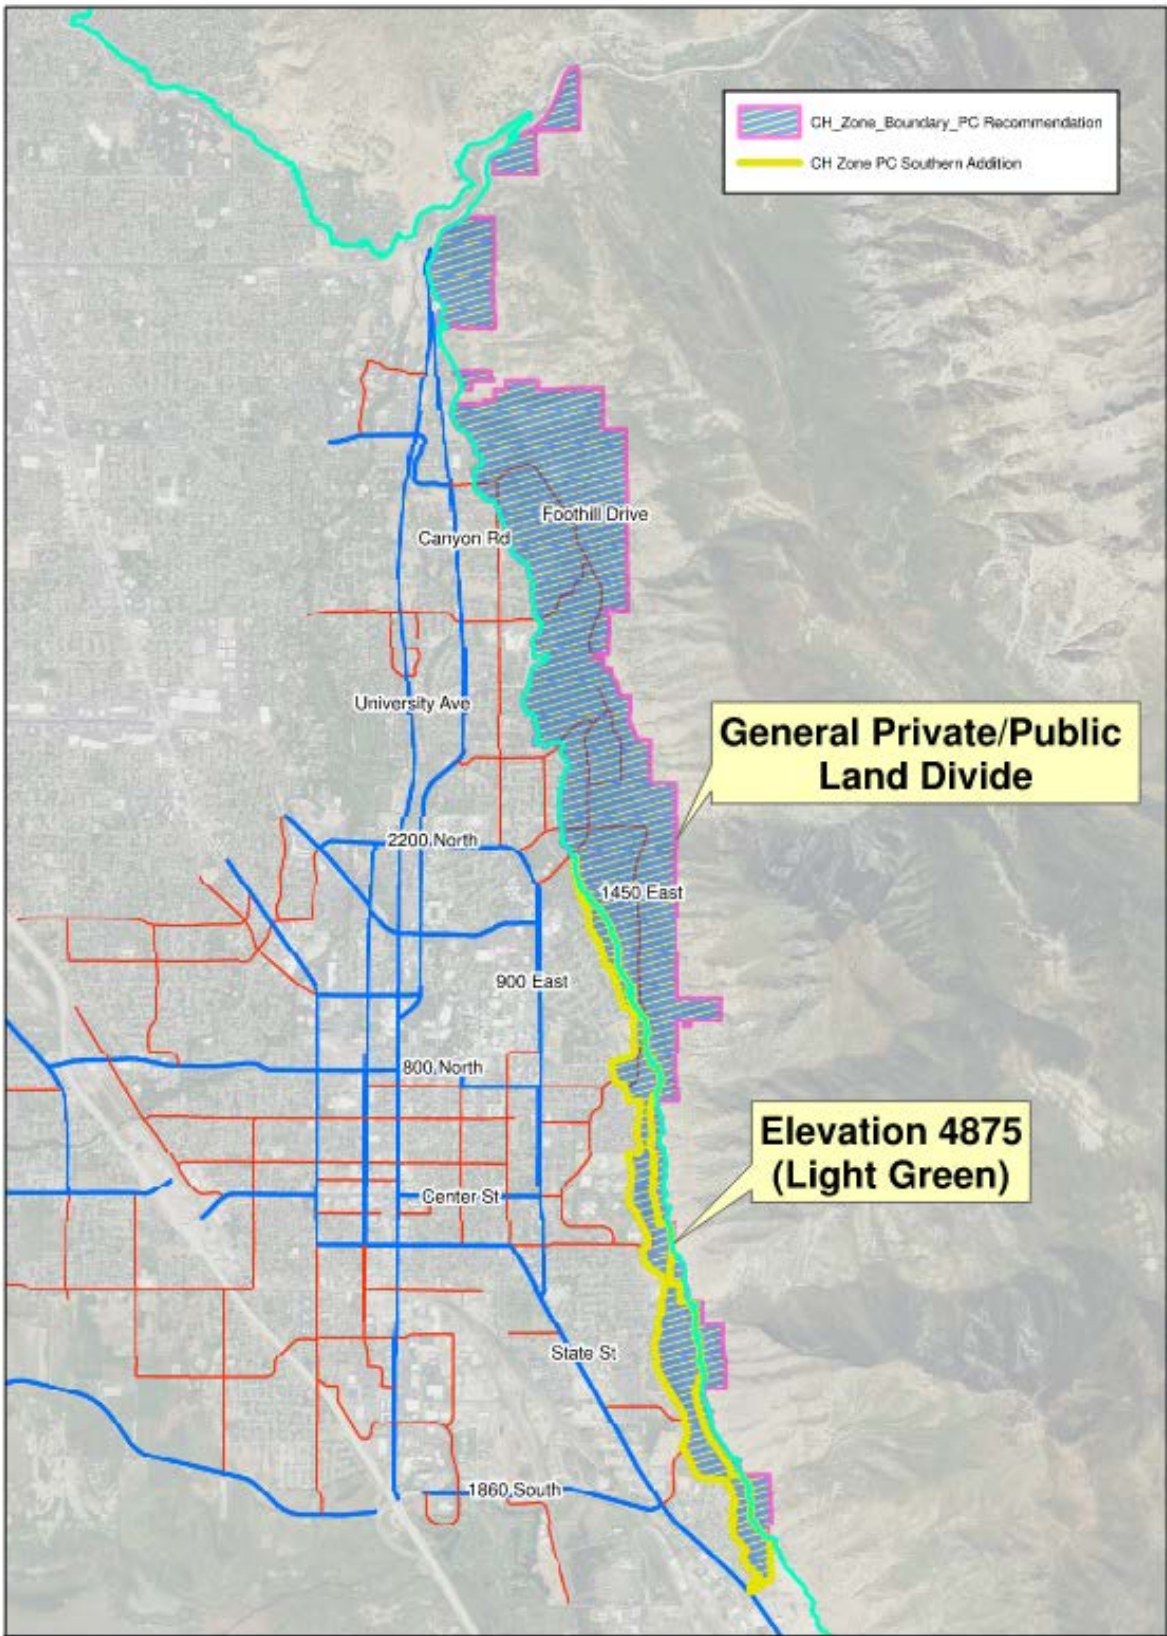 CH_Zone_Boundary_PC Recommendation
CH Zone PC Southern Addition
Foothill Drive
Canyon Rd
University Ave
General Private/Public
Land Divide
2200 North
1450 East
900 East
800 North
Elevation 4875
(Light Green)
Center St
State St
1860 South